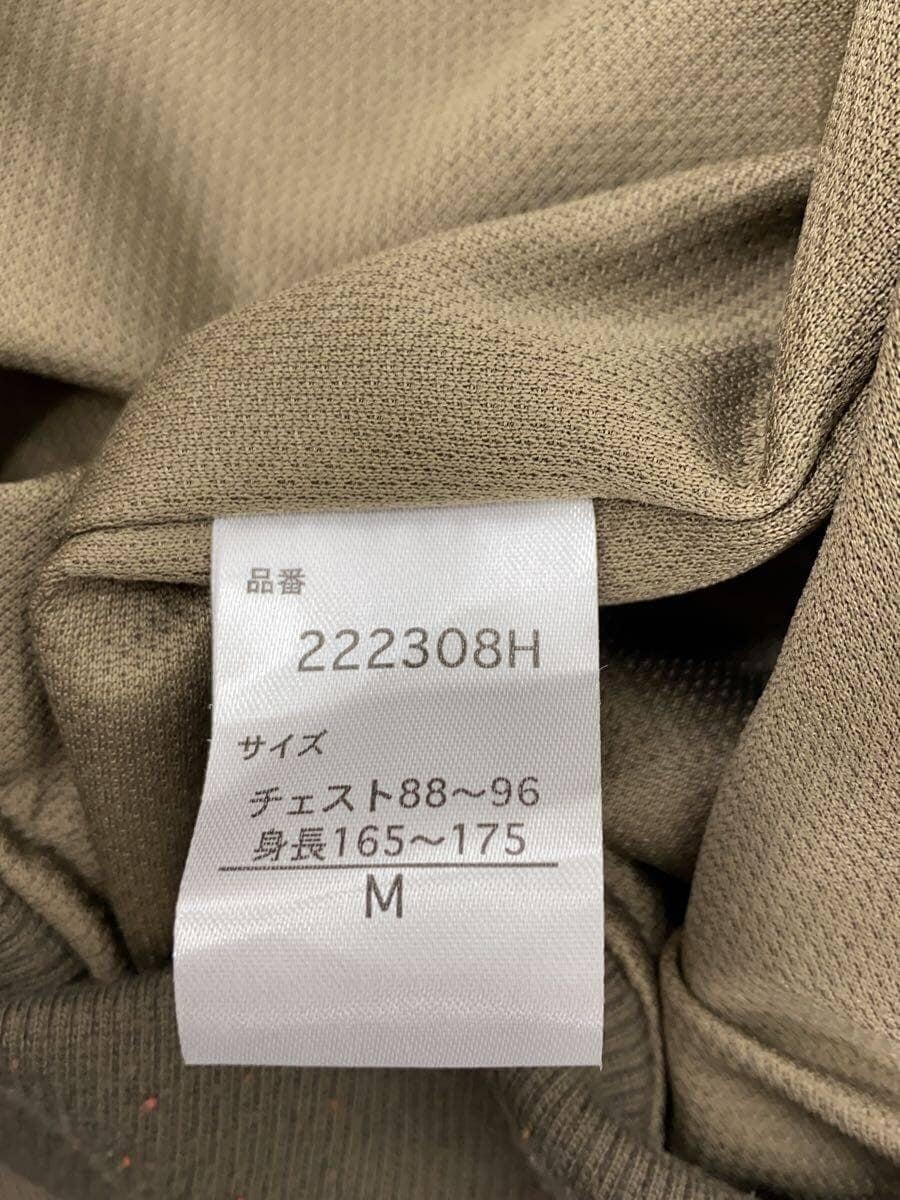 品番
222308H
サイズ
チェスト88〜96
身長165〜175
M